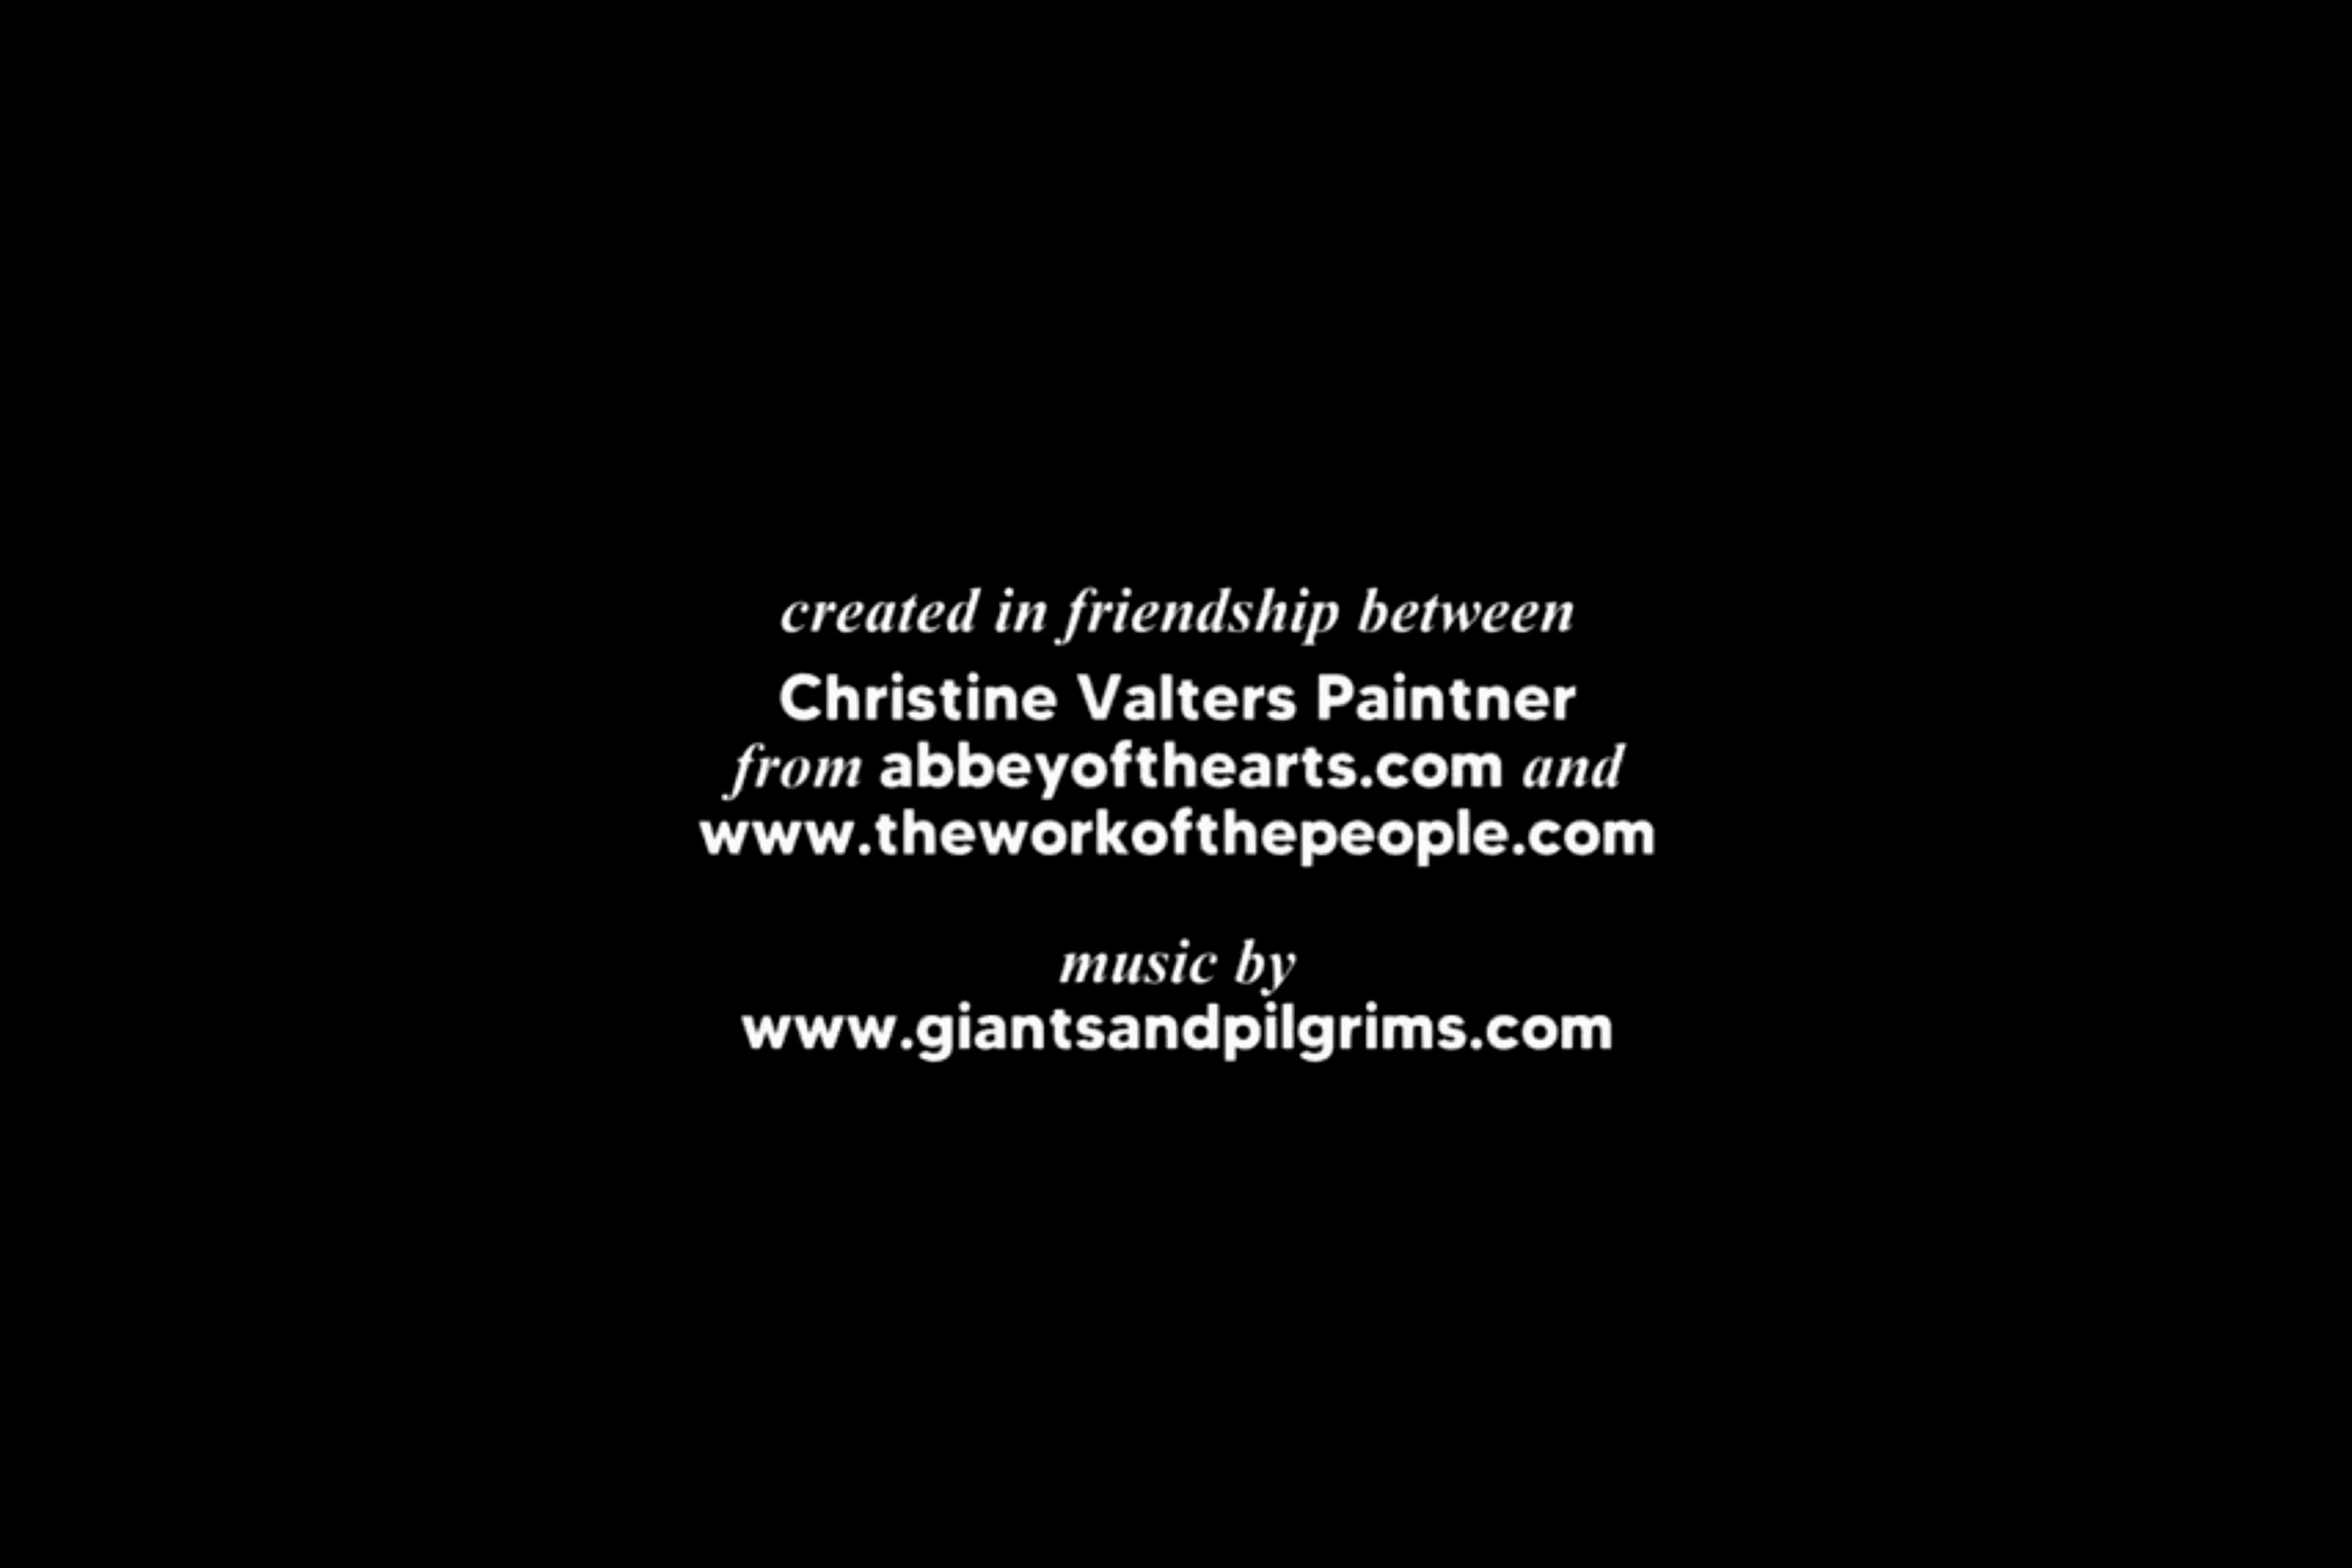 created in friendship between
Christine Valters Paintner
from abbeyofthearts.com and
www.theworkofthepeople.com
music by
www.giantsandpilgrims.com